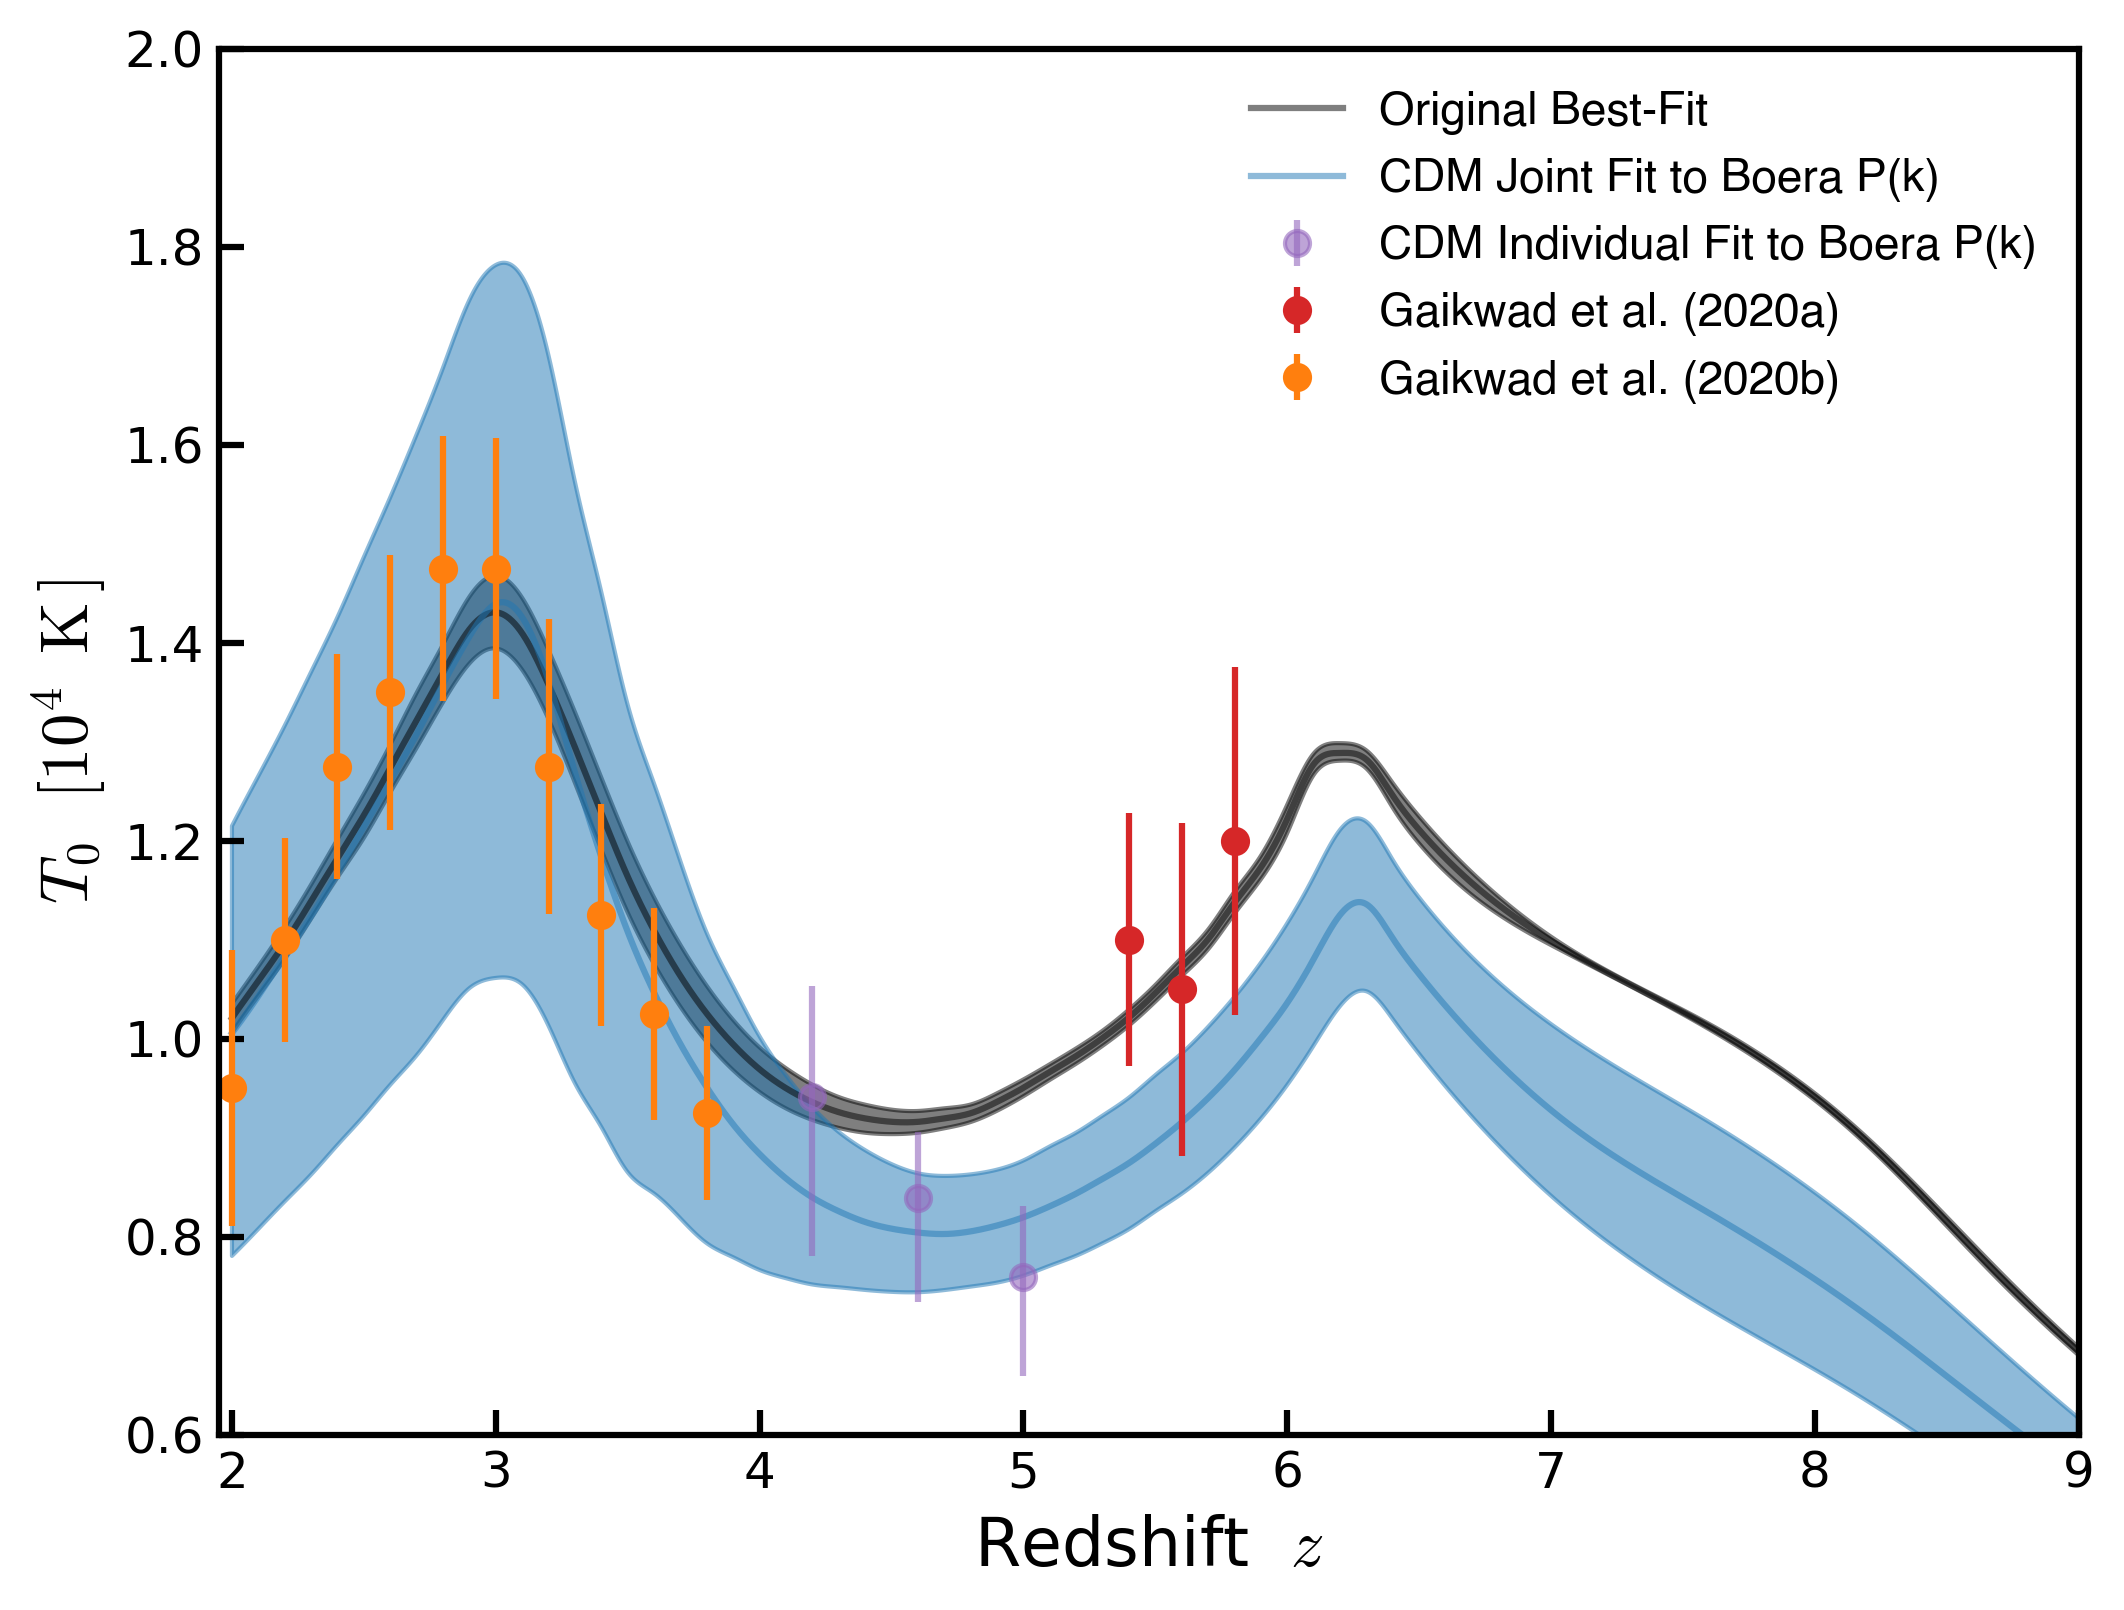 2.0
1.8
1.6
1.4
1.2
1.0
0.8
0.6
T₀ [10⁴ K]
Original Best-Fit
CDM Joint Fit to Boera P(k)
CDM Individual Fit to Boera P(k)
Gaikwad et al. (2020a)
Gaikwad et al. (2020b)
2 3 4 5 6 7 8 9
Redshift z